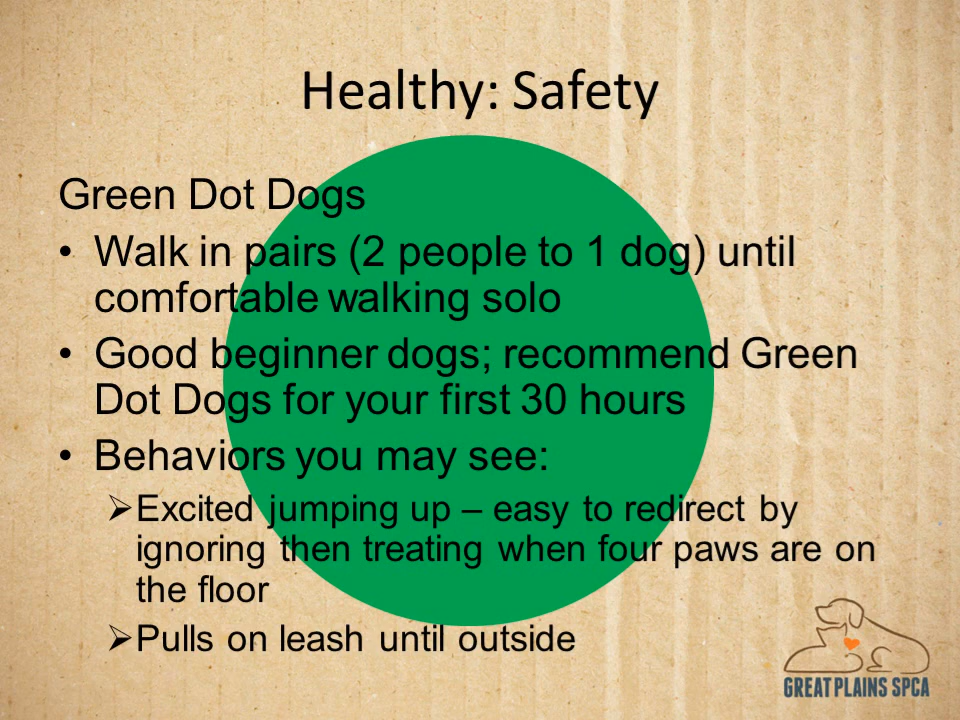 Healthy: Safety
Green Dot Dogs
• Walk in pairs (2 people to 1 dog) until
comfortable walking solo
• Good beginner dogs; recommend Green
Dot Dogs for your first 30 hours
• Behaviors you may see:
➢ Excited jumping up – easy to redirect by
ignoring then treating when four paws are on
the floor
➢ Pulls on leash until outside
GREAT PLAINS SPCA